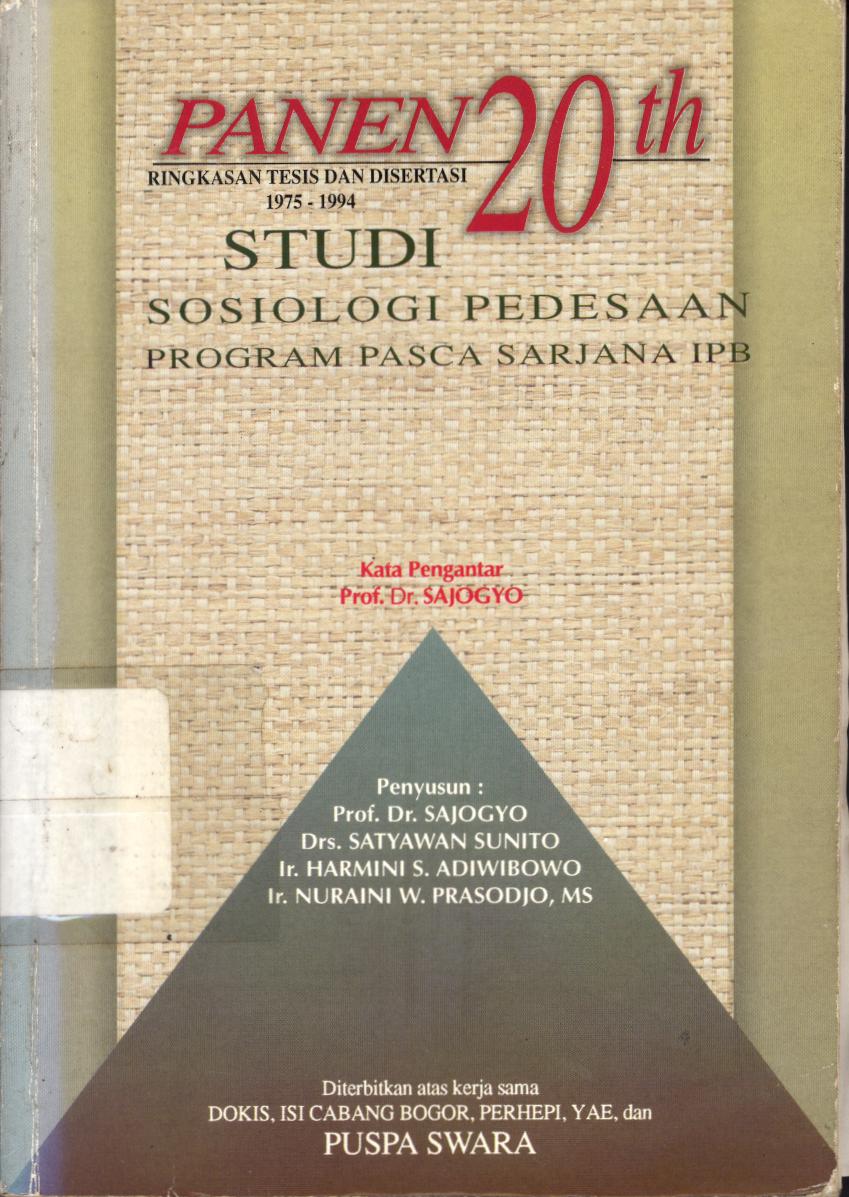 PANEN 20 th
RINGKASAN TESIS DAN DISERTASI
1975 - 1994
STUDI
SOSIOLOGI PEDESAAN
PROGRAM PASCA SARJANA IPB
Kata Pengantar
Prof. Dr. SAJOGYO
Penyusun :
Prof. Dr. SAJOGYO
Drs. SATYAWAN SUNITO
Ir. HARMINI S. ADIWIBOWO
Ir. NURAINI W. PRASODJO, MS
Diterbitkan atas kerja sama
DOKIS, ISI CABANG BOGOR, PERHEPI, YAE, dan
PUSPA SWARA